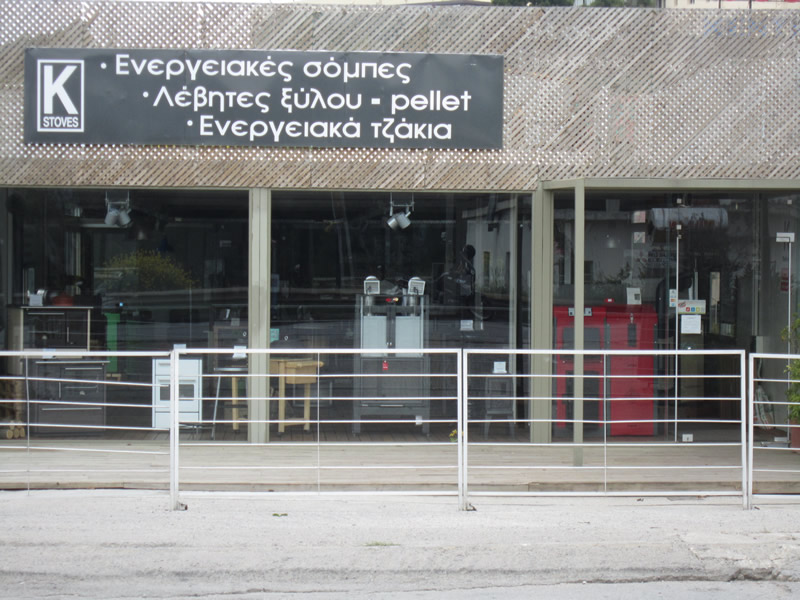 K
STOVES
· Ενεργειακές σόμπες
· Λέβητες ξύλου - pellet
· Ενεργειακά τζάκια